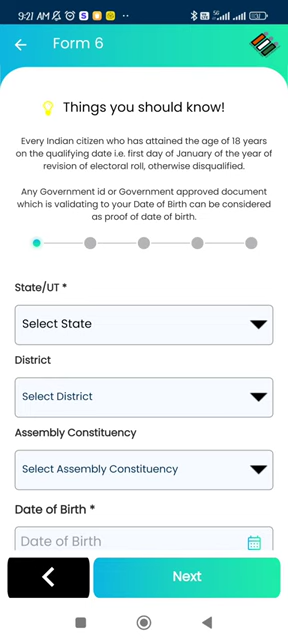 9:21 AM
Form 6
Things you should know!
Every Indian citizen who has attained the age of 18 years
on the qualifying date i.e. first day of January of the year of
revision of electoral roll, otherwise disqualified.
Any Government id or Government approved document
which is validating to your Date of Birth can be considered
as proof of date of birth.
State/UT *
Select State
District
Select District
Assembly Constituency
Select Assembly Constituency
Date of Birth *
Date of Birth
Next